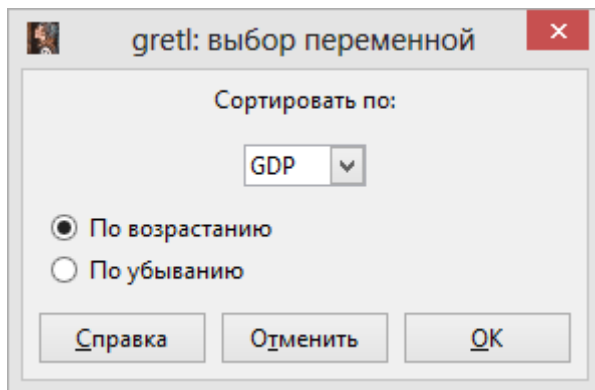 gretl: выбор переменной
Сортировать по:
GDP
По возрастанию
По убыванию
Справка Отменить OK